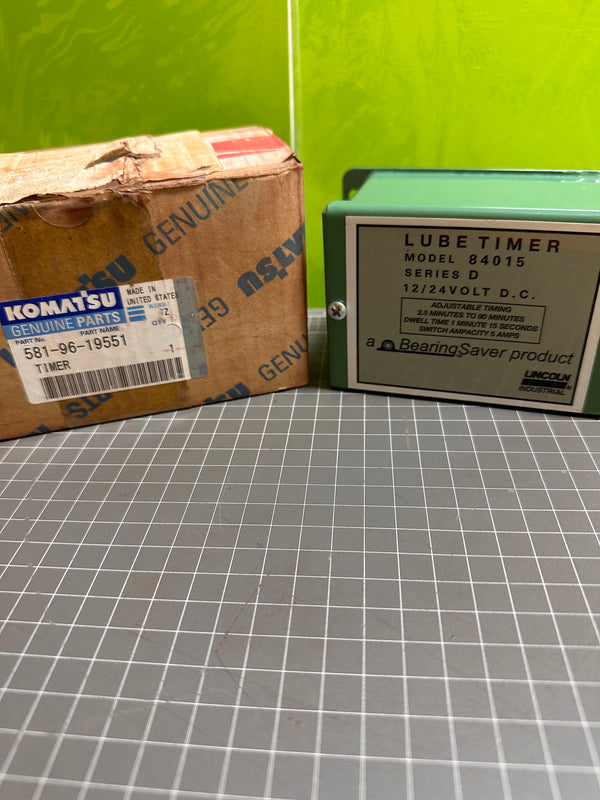 GENUINE
KOMATSU
GENUINE PARTS
MADE IN
UNITED STATES
PART No.
PART NAME
Q'TY
581-96-19551
1
TIMER
GENUINE
LUBE TIMER
MODEL 84015
SERIES D
12/24VOLT D.C.
ADJUSTABLE TIMING
2.5 MINUTES TO 80 MINUTES
DWELL TIME 1 MINUTE 15 SECONDS
SWITCH AMPACITY 5 AMPS
a BearingSaver product
LINCOLN
INDUSTRIAL